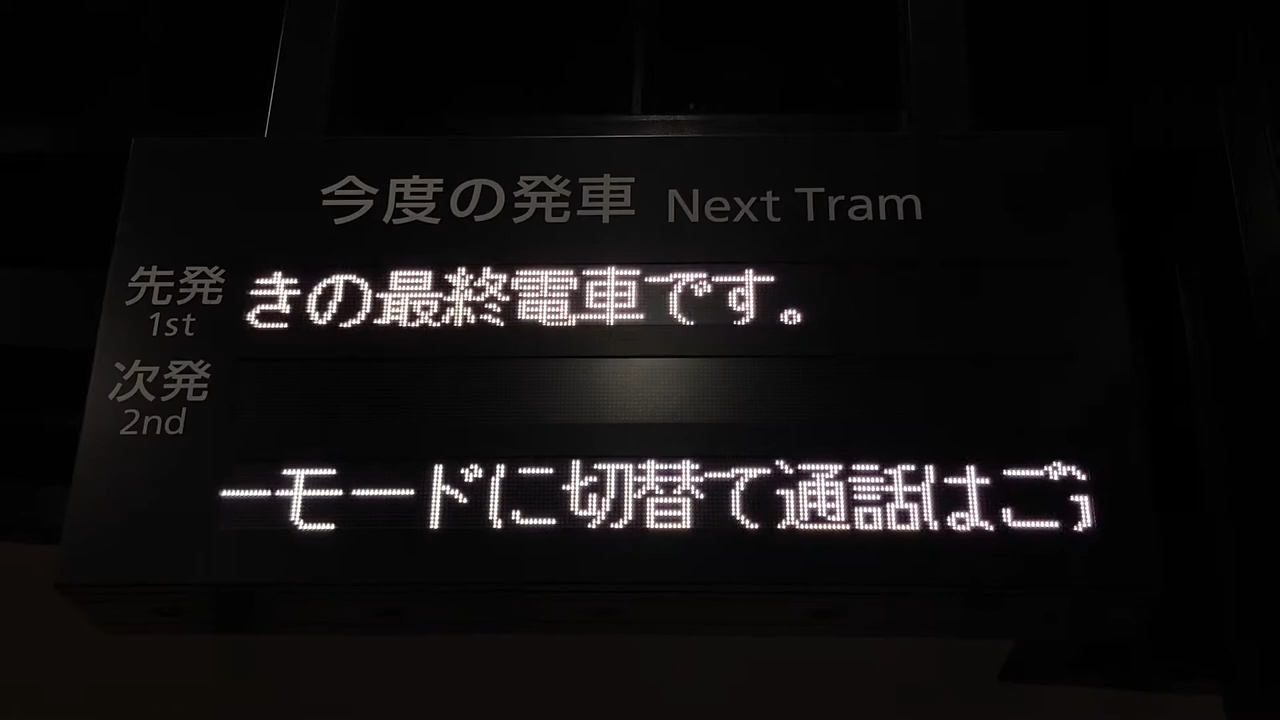 今度の発車 Next Tram
先発 きの最終電車です。
1st
次発
2nd
ーモードに切替て通話はご